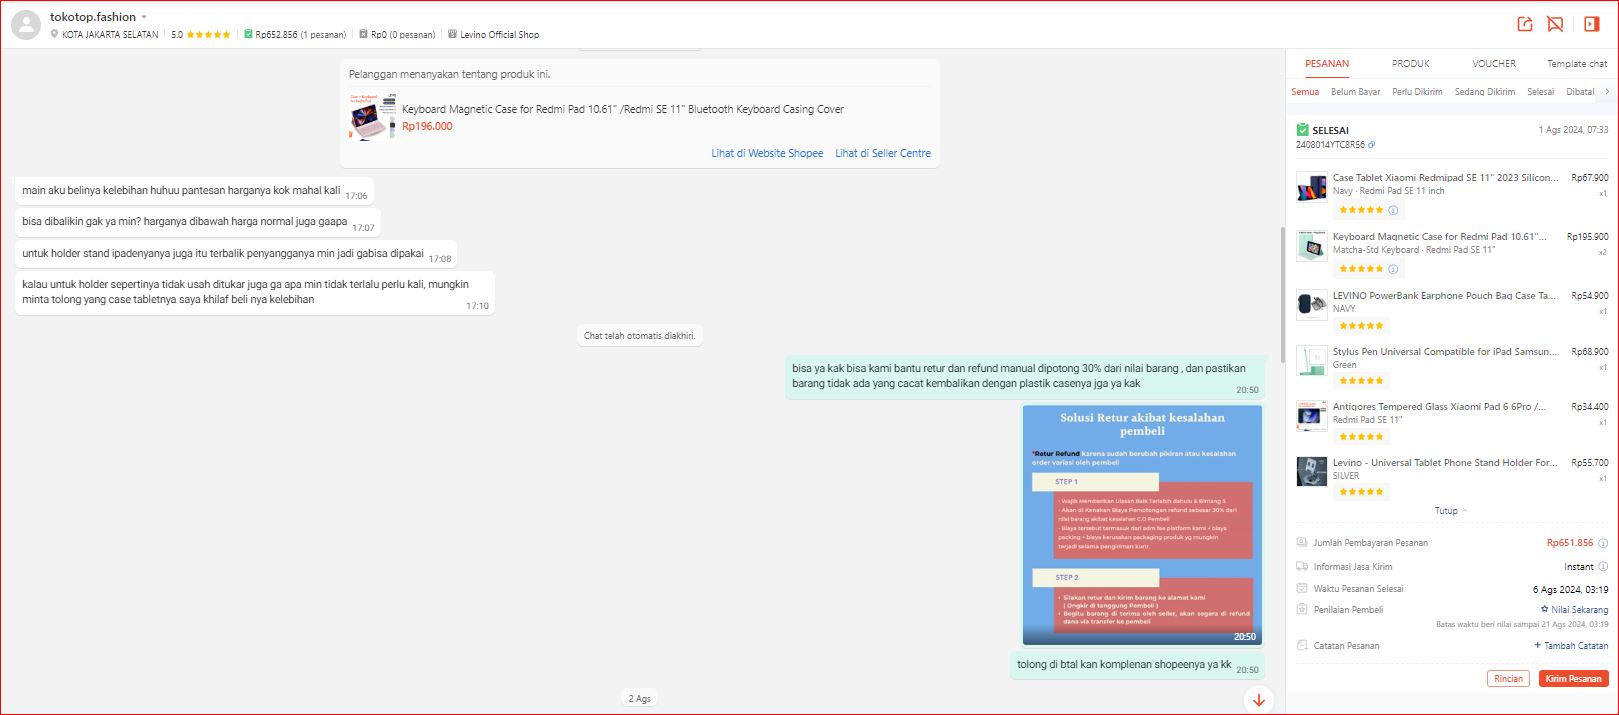 tokotop.fashion
KOTA JAKARTA SELATAN
5.0
Rp652.856 (1 pesanan)
Rp0 (0 pesanan)
Levino Official Shop
Pelanggan menanyakan tentang produk ini.
Keyboard Magnetic Case for Redmi Pad 10.61" /Redmi SE 11" Bluetooth Keyboard Casing Cover
Rp196.000
Lihat di Website Shopee
Lihat di Seller Centre
main aku belinya kelebihan huhuu pantesan harganya kok mahal kali 17:06
bisa dibalikin gak ya min? harganya dibawah harga normal juga gaapa 17:07
untuk holder stand ipadenyanya juga itu terbalik penyangganya min jadi gabisa dipakai 17:08
kalau untuk holder sepertinya tidak usah ditukar juga ga apa min tidak terlalu perlu kali, mungkin
minta tolong yang case tabletnya saya khilaf beli nya kelebihan
17:10
Chat telah otomatis diakhiri.
bisa ya kak bisa kami bantu retur dan refund manual dipotong 30% dari nilai barang , dan pastikan
barang tidak ada yang cacat kembalikan dengan plastik casenya jga ya kak
20:50
Solusi Retur akibat kesalahan
pembeli
*Retur Refund karena sudah berubah pikiran atau kesalahan
order variasi oleh pembeli
STEP 1
- Wajib Memberikan Ulasan Baik Terlebih dahulu & Bintang 5
- Akan di Kenakan Biaya Pemotongan refund sebesar 30% dari
nilai barang akibat kesalahan C.O Pembeli
- Biaya tersebut termasuk dari adm fee platform kami + biaya
packing + biaya kerusakan packaging produk yg mungkin
terjadi selama pengiriman kurir.
STEP 2
• Silakan retur dan kirim barang ke alamat kami
( Ongkir di tanggung Pembeli )
• Begitu barang di terima oleh seller, akan segera di refund
dana via transfer ke pembeli
20:50
tolong di btal kan komplenan shopeenya ya kk 20:50
2 Ags
PESANAN
PRODUK
VOUCHER
Template chat
Semua
Belum Bayar
Perlu Dikirim
Sedang Dikirim
Selesai
Dibatal
SELESAI
1 Ags 2024, 07:33
2408014YTC8R56
Case Tablet Xiaomi Redmipad SE 11" 2023 Silicon... Rp67.900
Navy - Redmi Pad SE 11 inch x1
Keyboard Magnetic Case for Redmi Pad 10.61"... Rp195.900
Matcha-Std Keyboard - Redmi Pad SE 11" x2
LEVINO PowerBank Earphone Pouch Bag Case Ta... Rp54.900
NAVY x1
Stylus Pen Universal Compatible for iPad Samsun... Rp68.900
Green x1
Antigores Tempered Glass Xiaomi Pad 6 6Pro /... Rp34.400
Redmi Pad SE 11" x1
Levino - Universal Tablet Phone Stand Holder For... Rp55.700
SILVER x1
Tutup
Jumlah Pembayaran Pesanan Rp651.856
Informasi Jasa Kirim Instant
Waktu Pesanan Selesai 6 Ags 2024, 03:19
Penilaian Pembeli Nilai Sekarang
Batas waktu beri nilai sampai 21 Ags 2024, 03:19
Catatan Pesanan + Tambah Catatan
Rincian
Kirim Pesanan